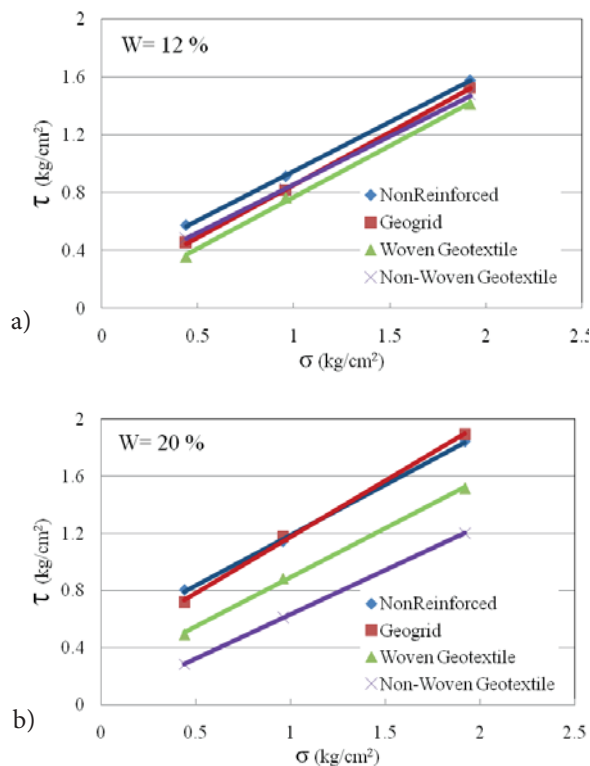 W= 12 %
2
1.6
1.2
0.8
0.4
0
τ (kg/cm²)
NonReinforced
Geogrid
Woven Geotextile
Non-Woven Geotextile
0 0.5 1 1.5 2 2.5
σ (kg/cm²)
a)
W= 20 %
2
1.6
1.2
0.8
0.4
0
τ (kg/cm²)
NonReinforced
Geogrid
Woven Geotextile
Non-Woven Geotextile
0 0.5 1 1.5 2 2.5
σ (kg/cm²)
b)